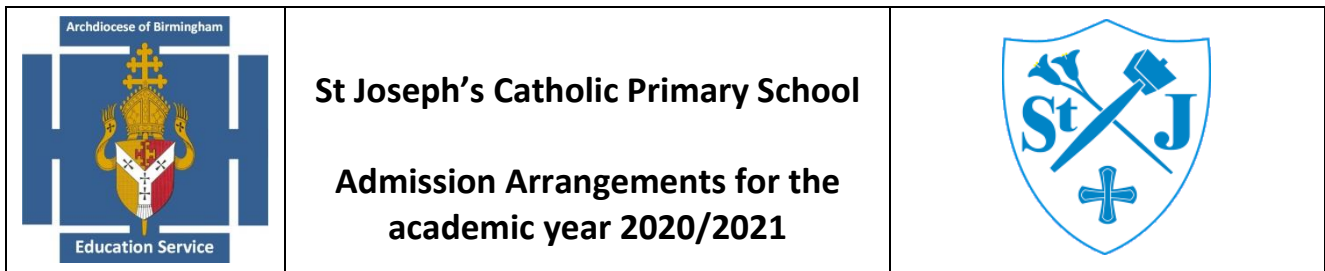 Archdiocese of Birmingham
Education Service
St Joseph’s Catholic Primary School
Admission Arrangements for the
academic year 2020/2021
St J